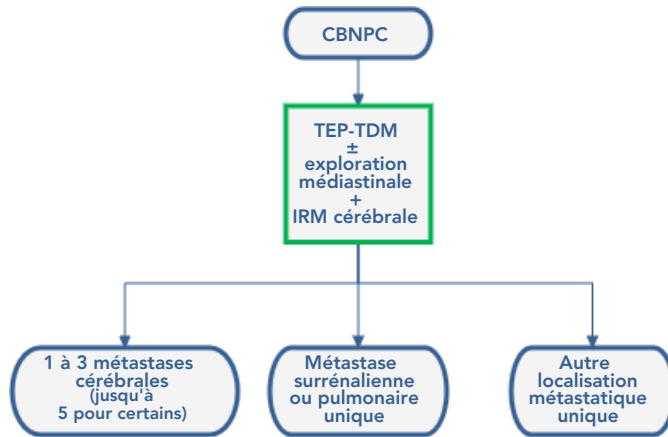 CBNPC
TEP-TDM
±
exploration
médiastinale
+
IRM cérébrale
1 à 3 métastases
cérébrales
(jusqu'à
5 pour certains)
Métastase
surrénalienne
ou pulmonaire
unique
Autre
localisation
métastatique
unique